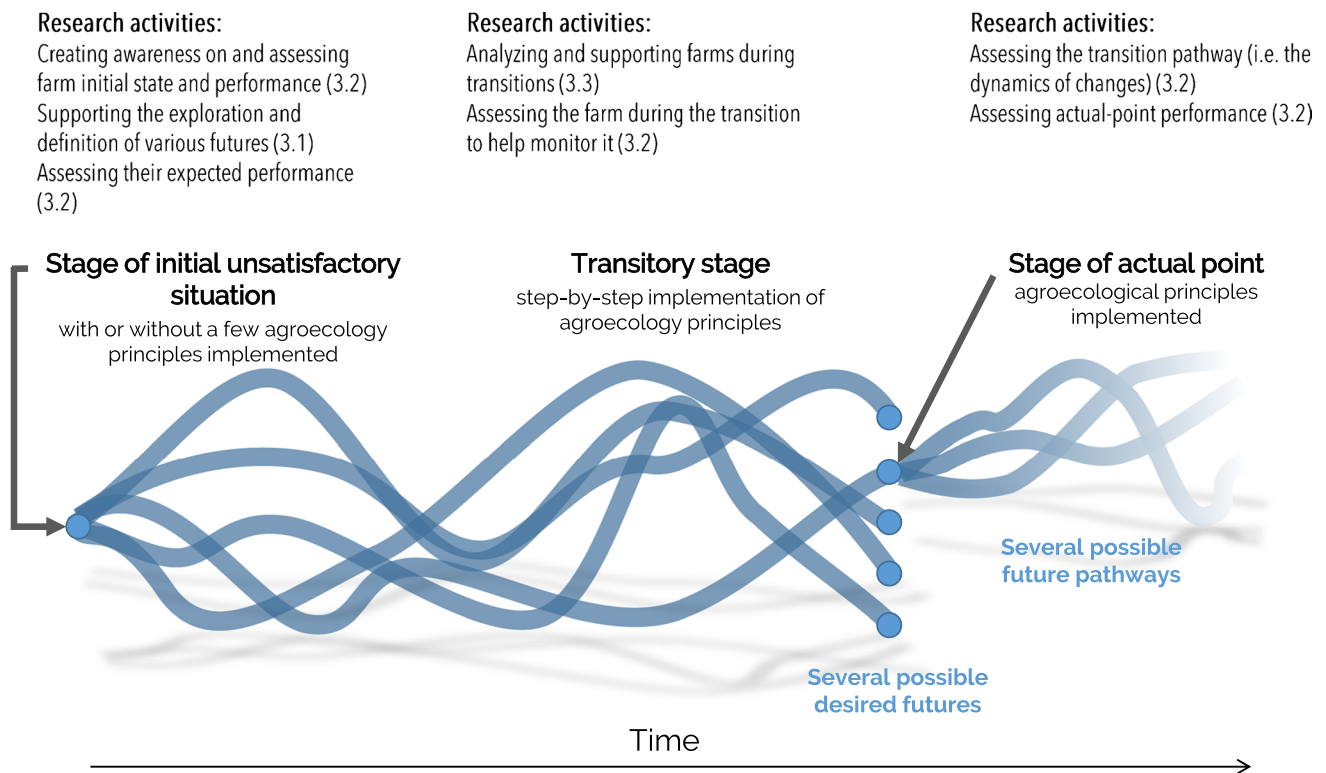 Research activities:
Creating awareness on and assessing
farm initial state and performance (3.2)
Supporting the exploration and
definition of various futures (3.1)
Assessing their expected performance
(3.2)
Research activities:
Analyzing and supporting farms during
transitions (3.3)
Assessing the farm during the transition
to help monitor it (3.2)
Research activities:
Assessing the transition pathway (i.e. the
dynamics of changes) (3.2)
Assessing actual-point performance (3.2)
Stage of initial unsatisfactory
situation
with or without a few agroecology
principles implemented
Transitory stage
step-by-step implementation of
agroecology principles
Stage of actual point
agroecological principles
implemented
Several possible
future pathways
Several possible
desired futures
Time